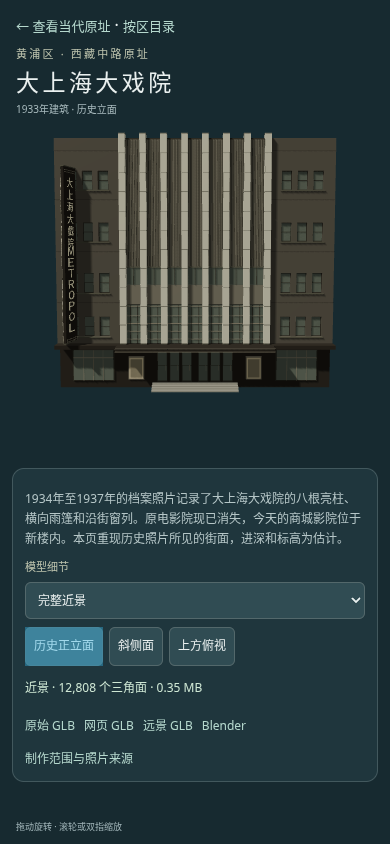 ← 查看当代原址 · 按区目录
黄浦区 · 西藏中路原址
大上海大戏院
1933年建筑 · 历史立面
大上海大戲院METROPOL
1934年至1937年的档案照片记录了大上海大戏院的八根亮柱、
横向雨篷和沿街窗列。原电影院现已消失，今天的商城影院位于
新楼内。本页重现历史照片所见的街面，进深和标高为估计。
模型细节
完整近景
历史正立面
斜侧面
上方俯视
近景 · 12,808 个三角面 · 0.35 MB
原始 GLB 网页 GLB 远景 GLB Blender
制作范围与照片来源
拖动旋转 · 滚轮或双指缩放